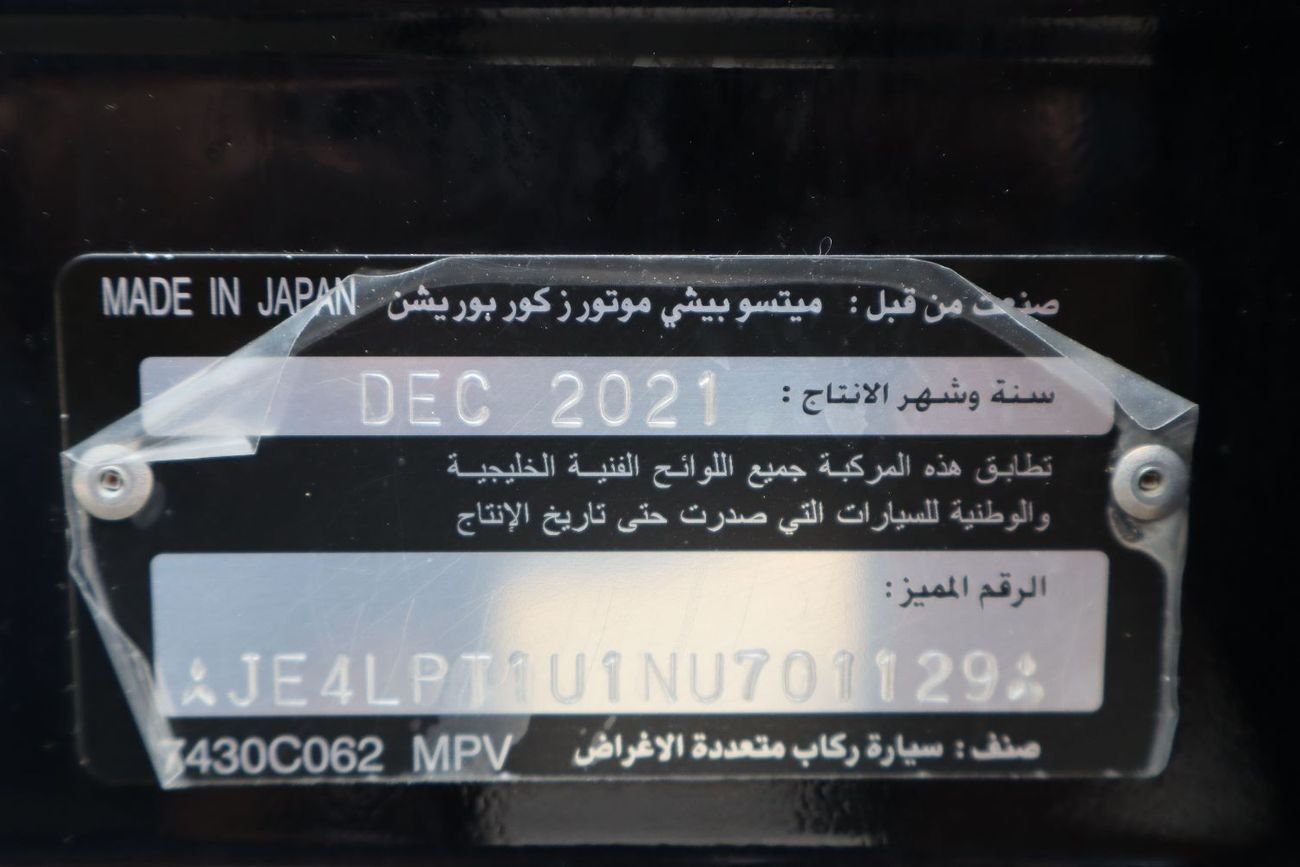 صنعت من قبل: ميتسوبيشي موتورز كوربوريشن MADE IN JAPAN
سنة وشهر الانتاج: DEC 2021
تطابق هذه المركبة جميع اللوائح الفنية الخليجية
والوطنية للسيارات التي صدرت حتى تاريخ الإنتاج
الرقم المميز:
JE4LPT1U1NU701129
صنف: سيارة ركاب متعددة الاغراض 7430C062 MPV